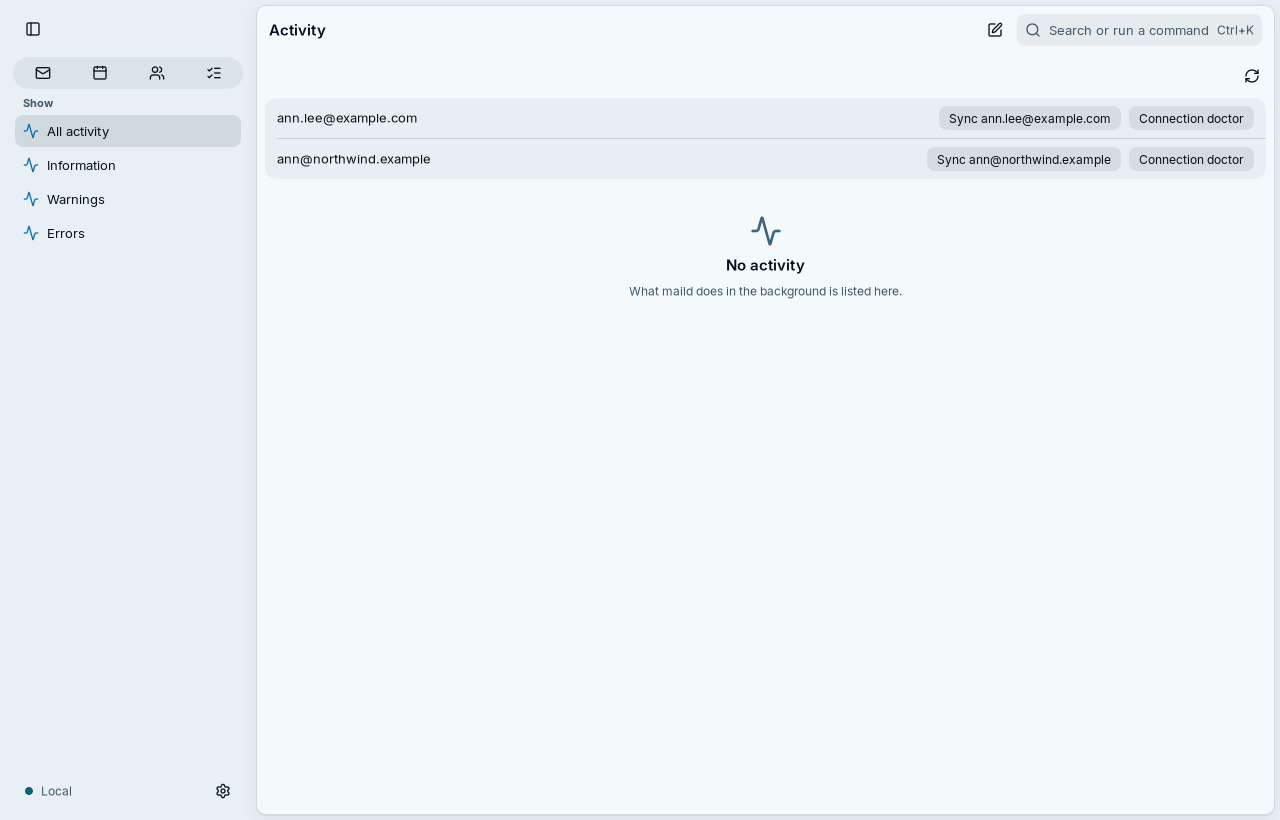 Activity
Search or run a command Ctrl+K
Show
All activity
Information
Warnings
Errors
ann.lee@example.com Sync ann.lee@example.com Connection doctor
ann@northwind.example Sync ann@northwind.example Connection doctor
No activity
What maild does in the background is listed here.
Local